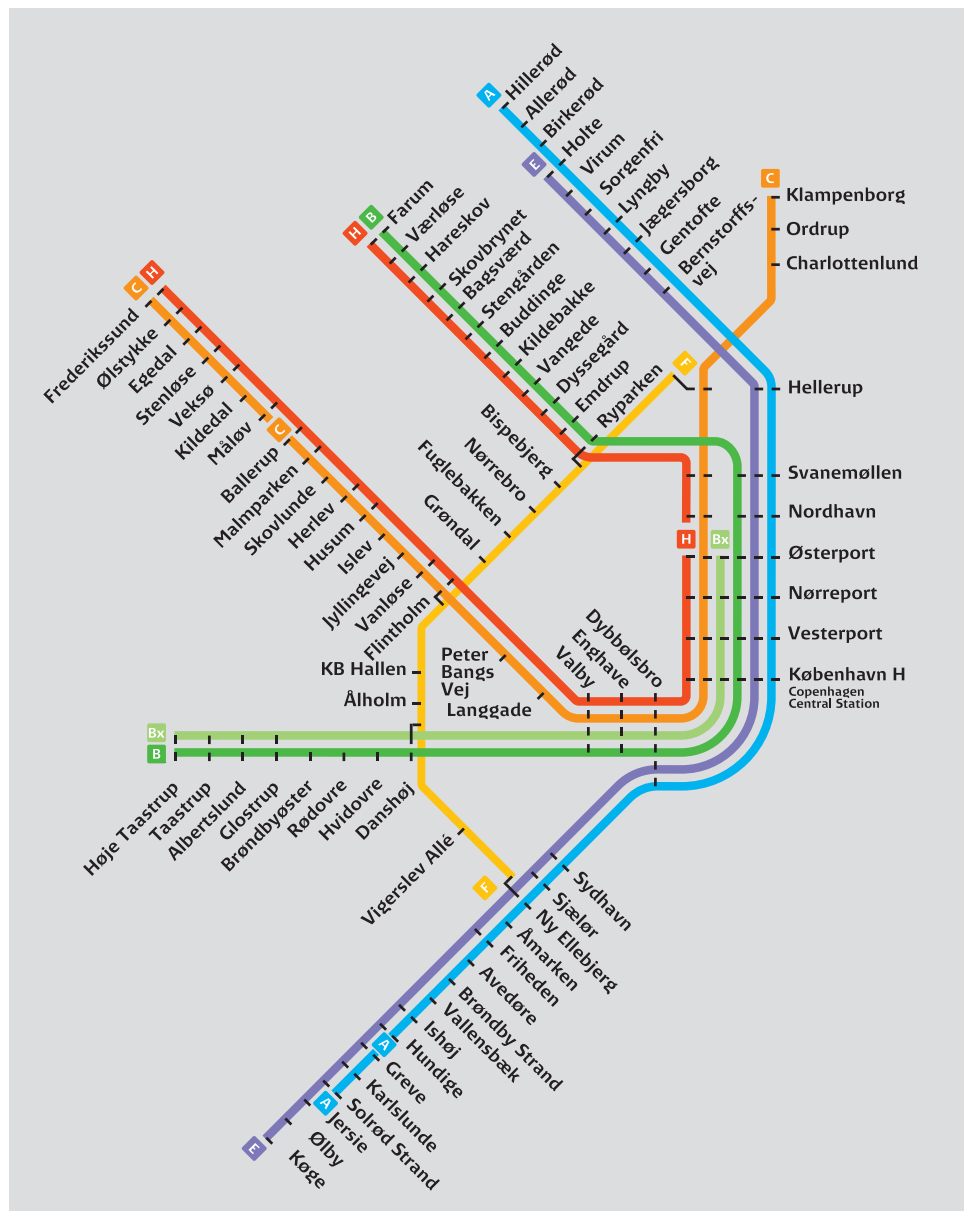 A
Hillerød
Allerød
Birkerød
Holte
E
Virum
Sorgenfri
Lyngby
Jægersborg
Gentofte
Bernstorffs-
vej
C
Klampenborg
Ordrup
Charlottenlund
H
B
Farum
Værløse
Hareskov
Skovbrynet
Bagsværd
Stengården
Buddinge
Kildebakke
Vangede
Dyssegård
Emdrup
Ryparken
F
Hellerup
C
H
Frederikssund
Ølstykke
Egedal
Stenløse
Veksø
Kildedal
Måløv
C
Ballerup
Malmparken
Skovlunde
Herlev
Husum
Islev
Jyllingevej
Vanløse
Flintholm
Bispebjerg
Nørrebro
Fuglebakken
Grøndal
Svanemøllen
Nordhavn
H
Bx
Østerport
Nørreport
Vesterport
København H
Copenhagen
Central Station
Dybbølsbro
Enghave
Valby
KB Hallen
Ålholm
Peter
Bangs
Vej
Langgade
Bx
B
Høje Taastrup
Taastrup
Albertslund
Glostrup
Brøndbyøster
Rødovre
Hvidovre
Danshøj
Vigerslev Allé
F
Sydhavn
Sjælør
Ny Ellebjerg
Åmarken
Friheden
Avedøre
Brøndby Strand
Vallensbæk
Ishøj
Hundige
A
Greve
Karlslunde
Solrød Strand
A
Jersie
Ølby
Køge
E